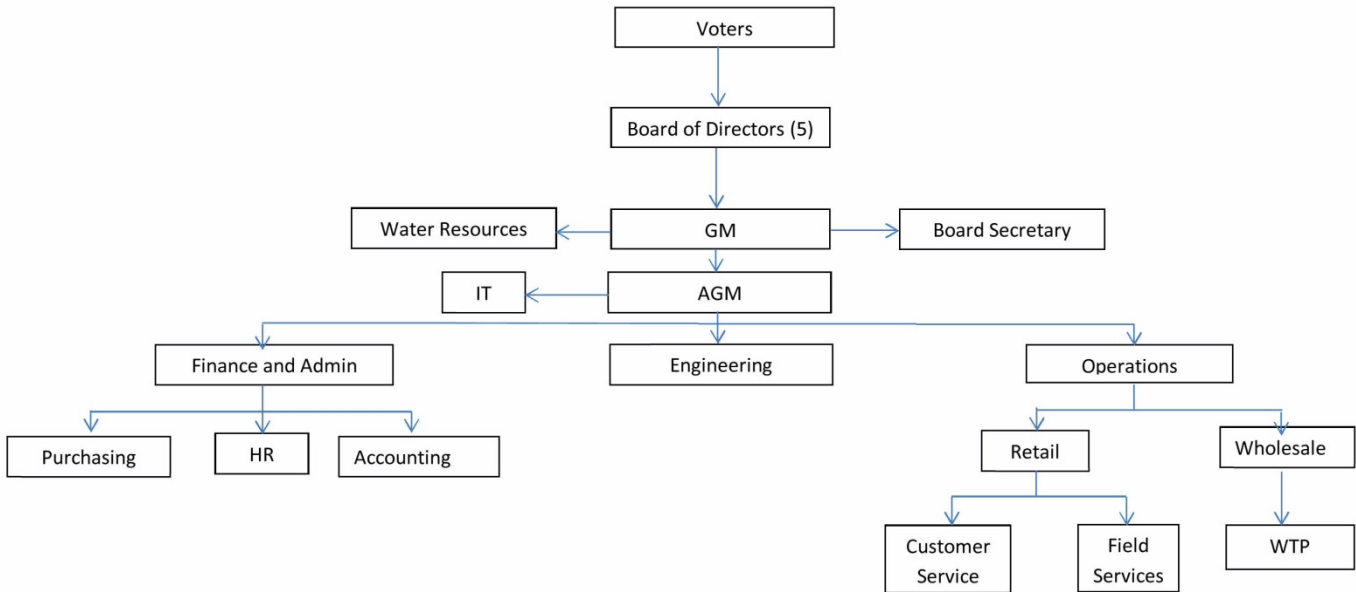 Voters
Board of Directors (5)
Water Resources
GM
Board Secretary
IT
AGM
Finance and Admin
Engineering
Operations
Purchasing
HR
Accounting
Retail
Wholesale
Customer
Service
Field
Services
WTP